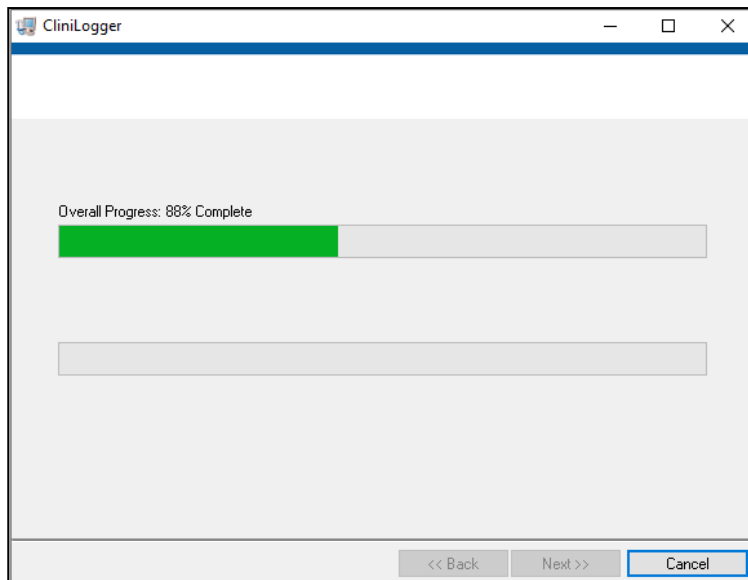 CliniLogger
Overall Progress: 88% Complete
<< Back
Next >>
Cancel